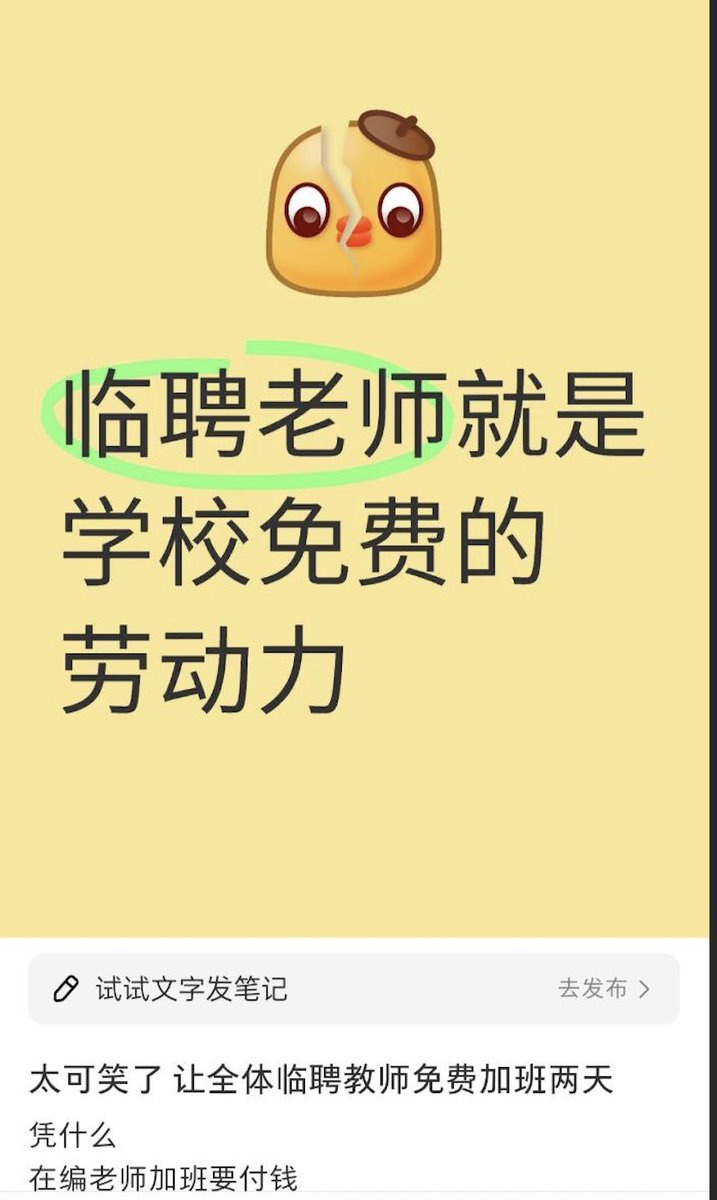 临聘老师就是
学校免费的
劳动力
试试文字发笔记
去发布
太可笑了 让全体临聘教师免费加班两天
凭什么
在编老师加班要付钱